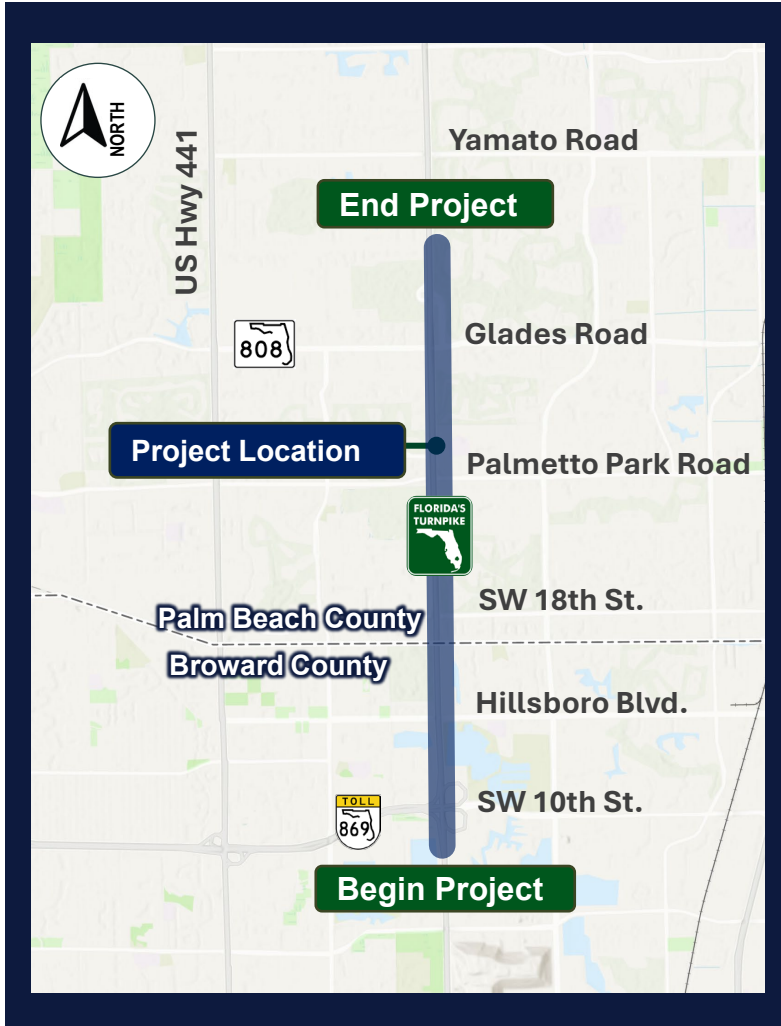 NORTH
US Hwy 441
Yamato Road
End Project
Glades Road
808
Project Location
Palmetto Park Road
FLORIDA'S
TURNPIKE
SW 18th St.
Palm Beach County
Broward County
Hillsboro Blvd.
SW 10th St.
TOLL
869
Begin Project